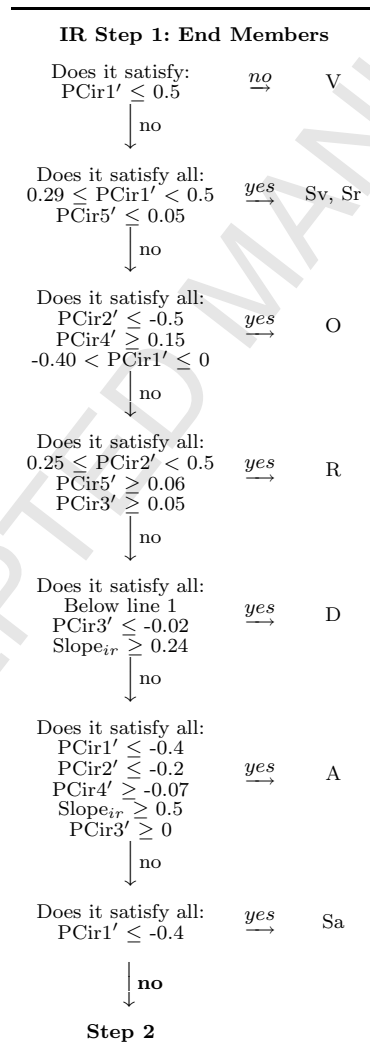 IR Step 1: End Members
Does it satisfy:
PCir1′ ≤ 0.5
no
V
no
Does it satisfy all:
0.29 ≤ PCir1′ < 0.5
PCir5′ ≤ 0.05
yes
Sv, Sr
no
Does it satisfy all:
PCir2′ ≤ -0.5
PCir4′ ≥ 0.15
-0.40 < PCir1′ ≤ 0
yes
O
no
Does it satisfy all:
0.25 ≤ PCir2′ < 0.5
PCir5′ ≥ 0.06
PCir3′ ≥ 0.05
yes
R
no
Does it satisfy all:
Below line 1
PCir3′ ≤ -0.02
Slope_ir ≥ 0.24
yes
D
no
Does it satisfy all:
PCir1′ ≤ -0.4
PCir2′ ≤ -0.2
PCir4′ ≥ -0.07
Slope_ir ≥ 0.5
PCir3′ ≥ 0
yes
A
no
Does it satisfy all:
PCir1′ ≤ -0.4
yes
Sa
no
Step 2